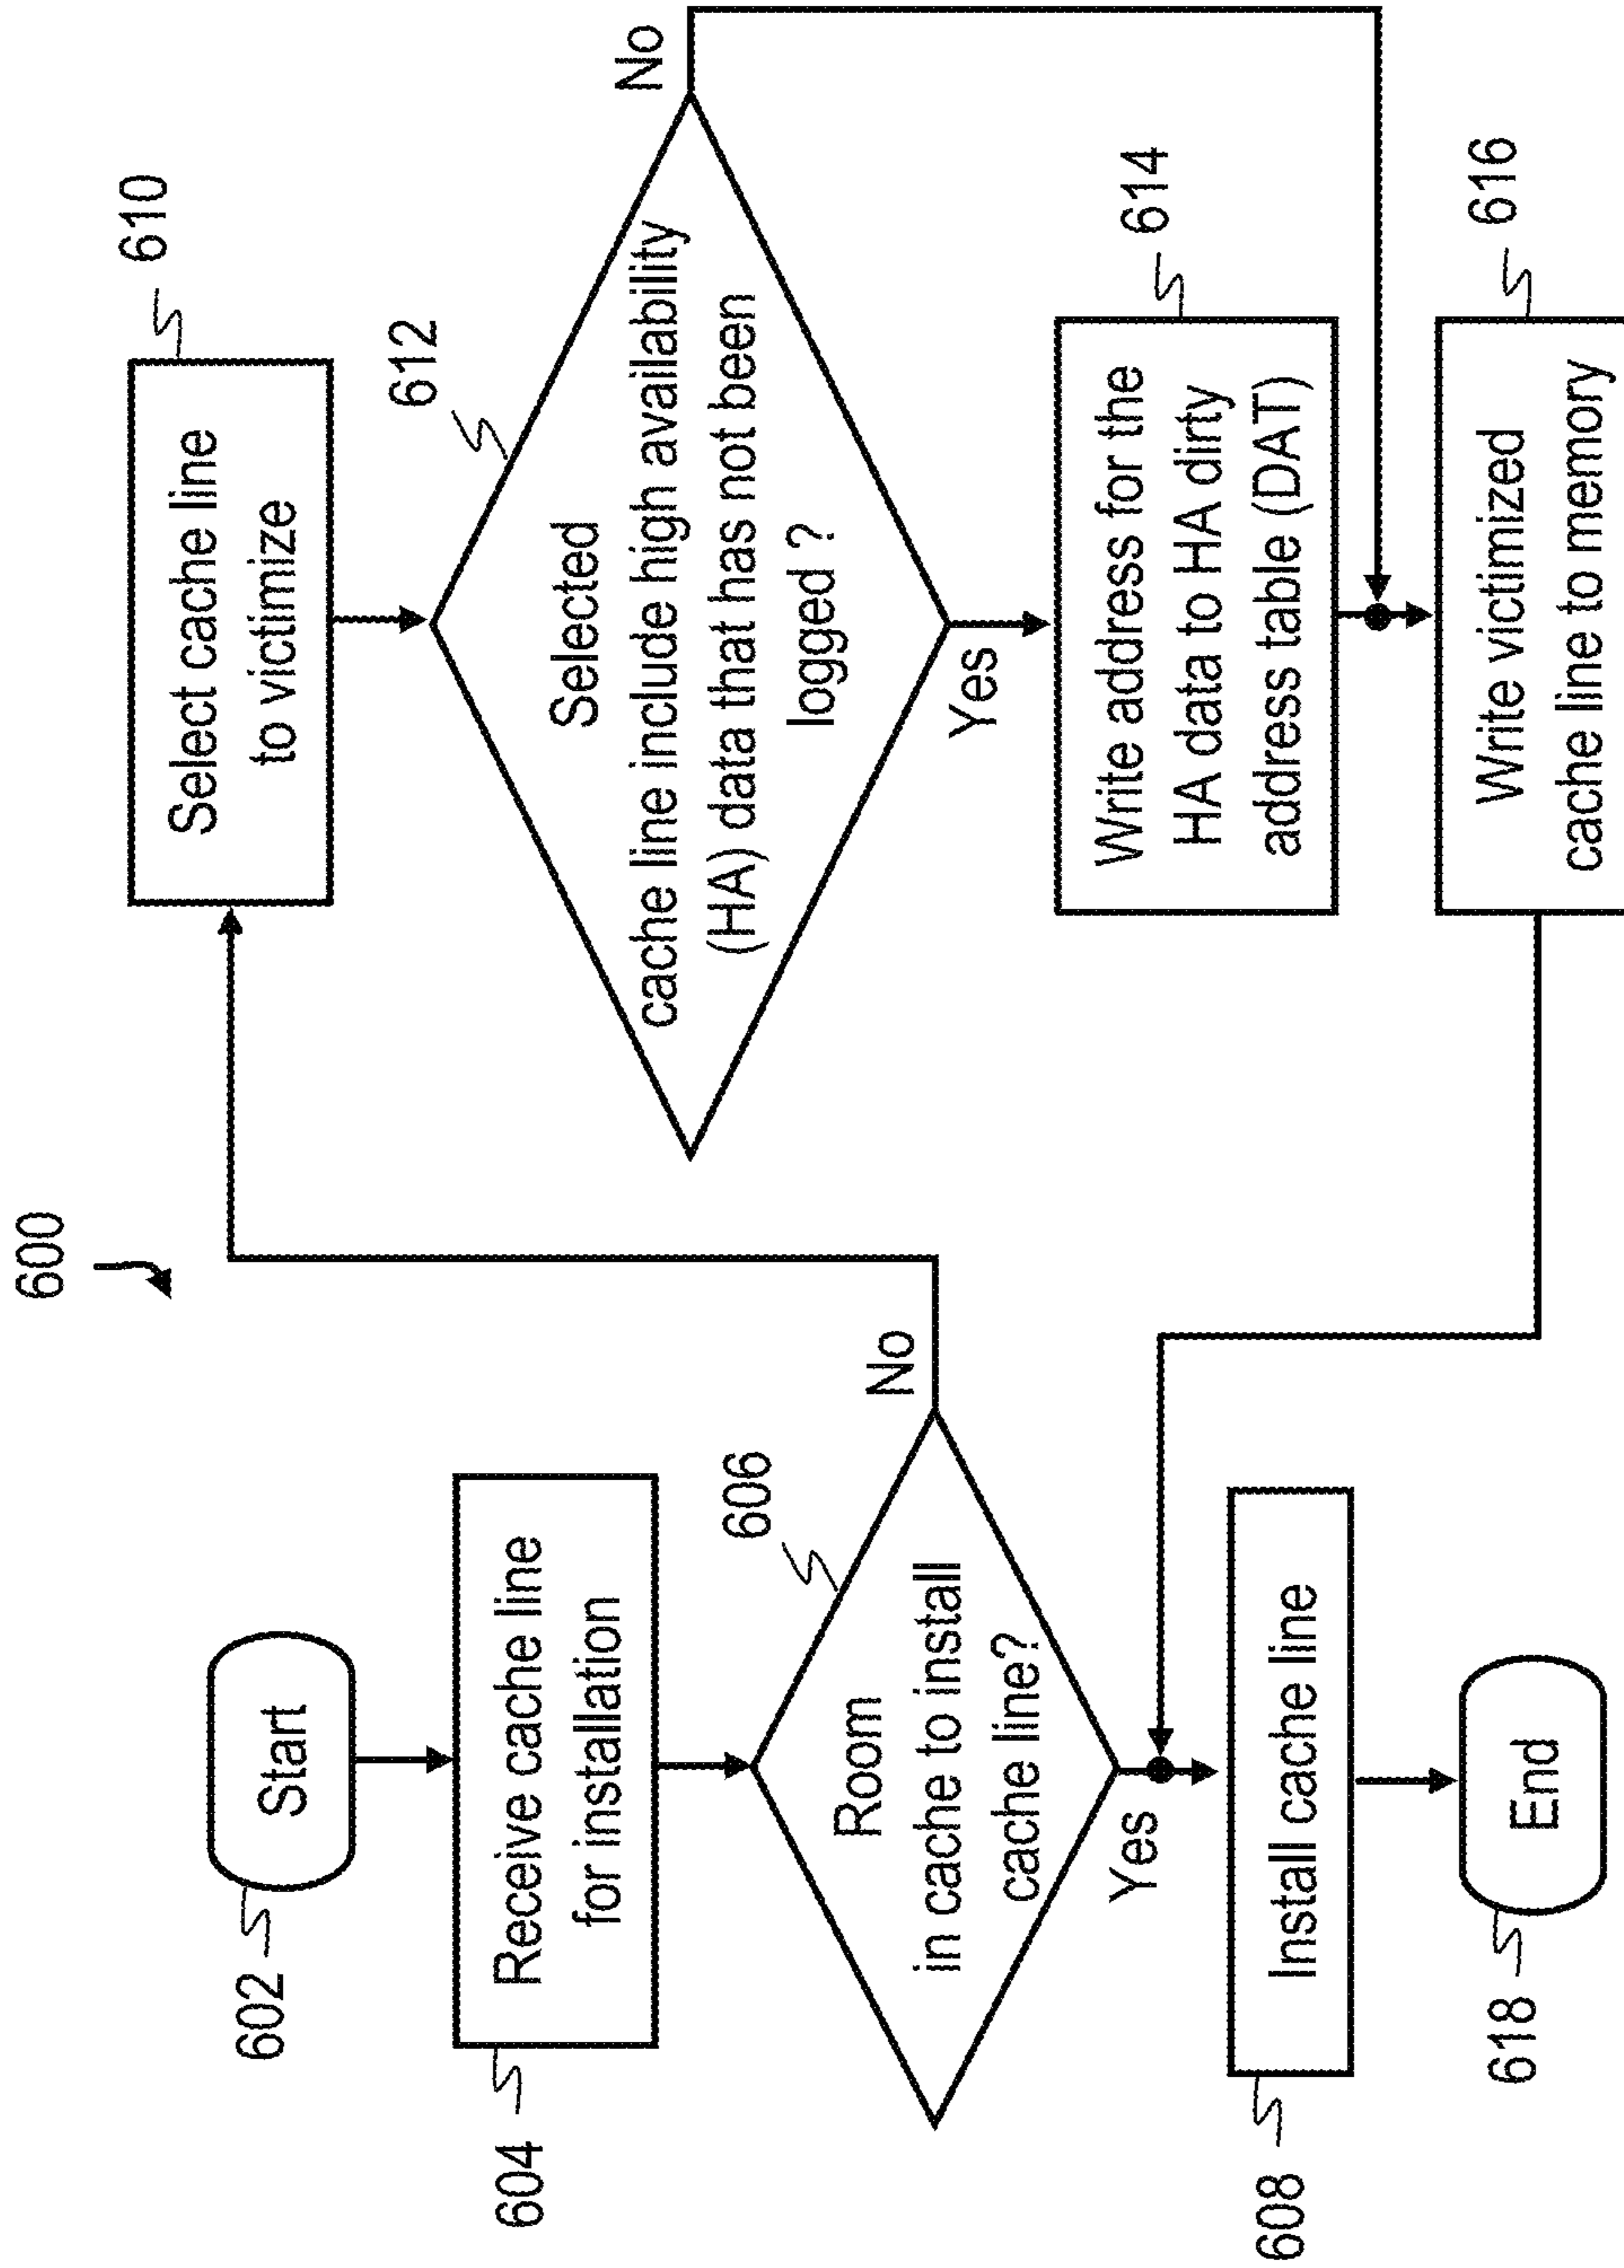 600
602
Start
604
Receive cache line
for installation
606
Room
in cache to install
cache line?
No
Yes
608
Install cache line
618
End
610
Select cache line
to victimize
612
Selected
cache line include high availability
(HA) data that has not been
logged ?
No
Yes
614
Write address for the
HA data to HA dirty
address table (DAT)
616
Write victimized
cache line to memory